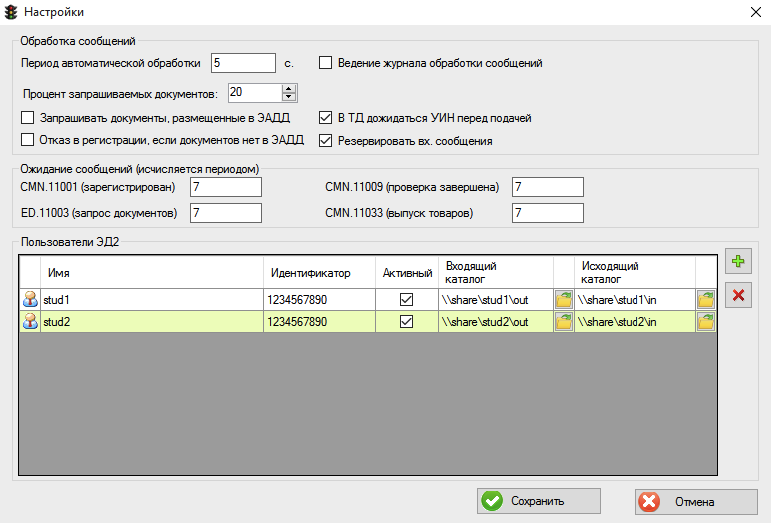 Настройки
Обработка сообщений
Период автоматической обработки 5 с. Ведение журнала обработки сообщений
Процент запрашиваемых документов: 20
Запрашивать документы, размещенные в ЭАДД В ТД дожидаться УИН перед подачей
Отказ в регистрации, если документов нет в ЭАДД Резервировать вх. сообщения
Ожидание сообщений (исчисляется периодом)
CMN.11001 (зарегистрирован) 7 CMN.11009 (проверка завершена) 7
ED.11003 (запрос документов) 7 CMN.11033 (выпуск товаров) 7
Пользователи ЭД2
Имя Идентификатор Активный Входящий каталог Исходящий каталог
stud1 1234567890 \\share\stud1\out \\share\stud1\in
stud2 1234567890 \\share\stud2\out \\share\stud2\in
Сохранить Отмена